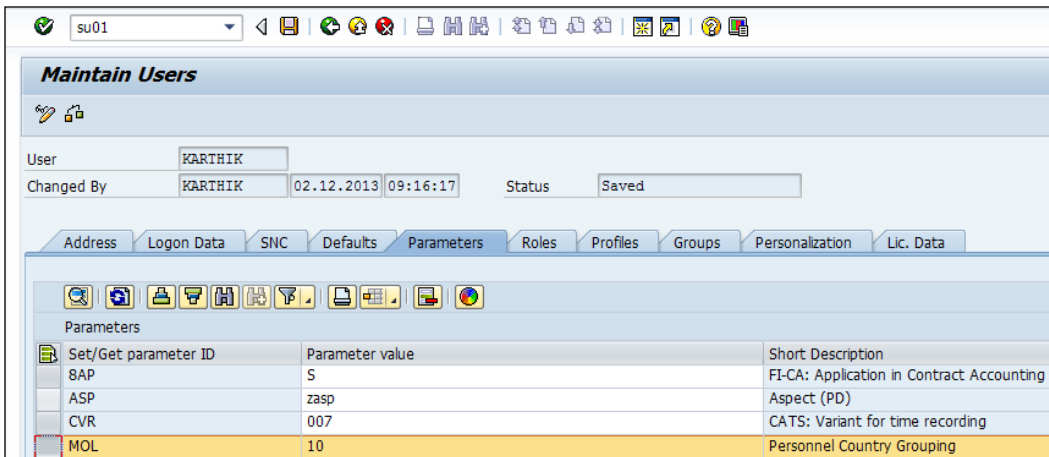 su01
Maintain Users
User KARTHIK
Changed By KARTHIK 02.12.2013 09:16:17 Status Saved
Address Logon Data SNC Defaults Parameters Roles Profiles Groups Personalization Lic. Data
Parameters
Set/Get parameter ID Parameter value Short Description
8AP S FI-CA: Application in Contract Accounting
ASP zasp Aspect (PD)
CVR 007 CATS: Variant for time recording
MOL 10 Personnel Country Grouping